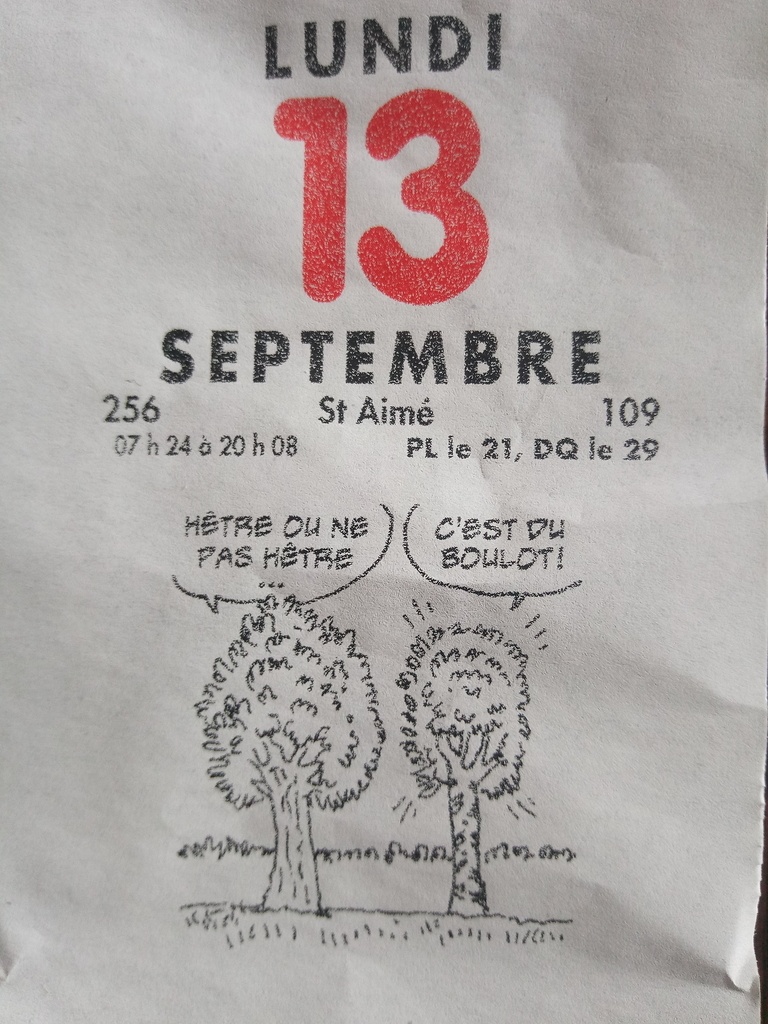 LUNDI
13
SEPTEMBRE
256 St Aimé 109
07 h 24 à 20 h 08 PL le 21, DQ le 29
HÊTRE OU NE
PAS HÊTRE
...
C'EST DU
BOULOT!